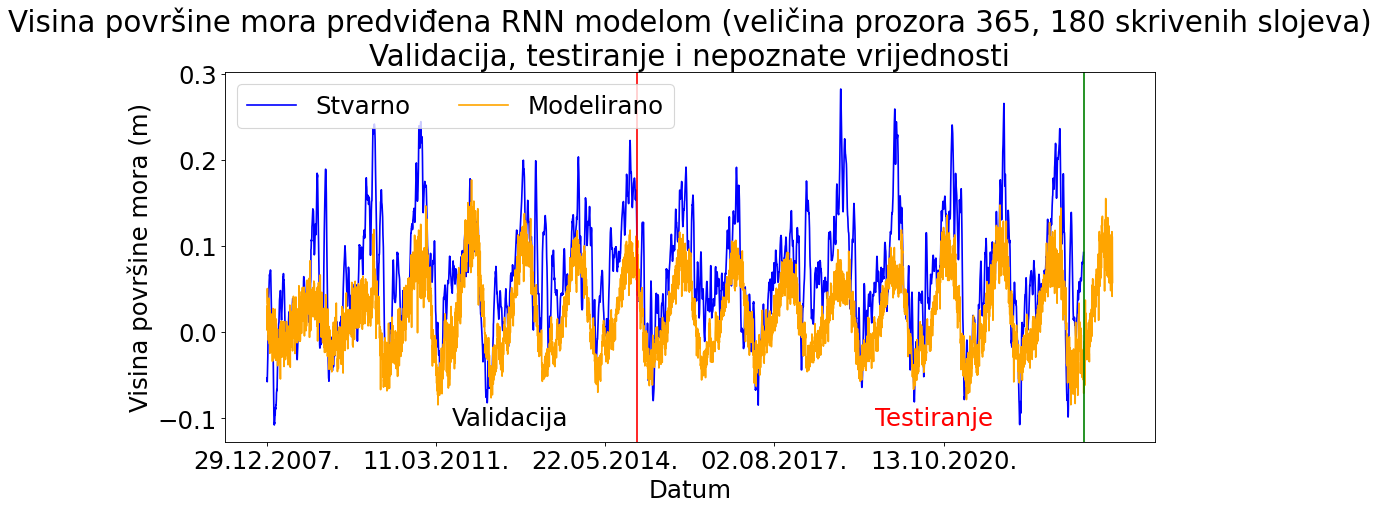 Visina površine mora predviđena RNN modelom (veličina prozora 365, 180 skrivenih slojeva)
Validacija, testiranje i nepoznate vrijednosti
Stvarno Modelirano
Visina površine mora (m)
0.3
0.2
0.1
0.0
−0.1
Validacija
Testiranje
29.12.2007. 11.03.2011. 22.05.2014. 02.08.2017. 13.10.2020.
Datum